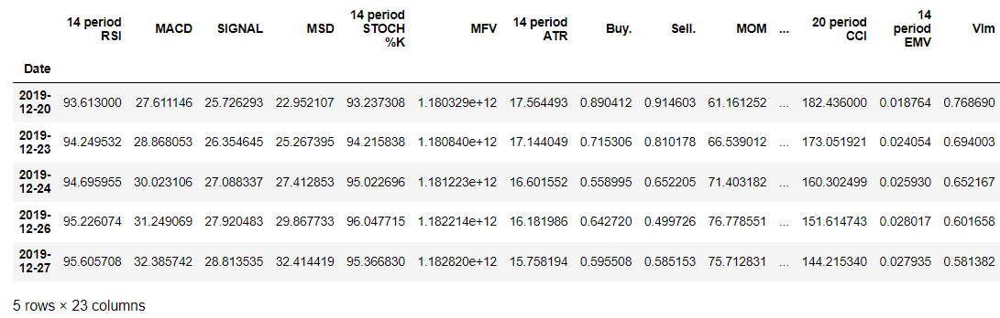 14 period RSI MACD SIGNAL MSD 14 period STOCH %K MFV 14 period ATR Buy. Sell. MOM ... 20 period CCI 14 period EMV VIm
Date
2019-12-20 93.613000 27.611146 25.726293 22.952107 93.237308 1.180329e+12 17.564493 0.890412 0.914603 61.161252 ... 182.436000 0.018764 0.768690
2019-12-23 94.249532 28.868053 26.354645 25.267395 94.215838 1.180840e+12 17.144049 0.715306 0.810178 66.539012 ... 173.051921 0.024054 0.694003
2019-12-24 94.695955 30.023106 27.088337 27.412853 95.022696 1.181223e+12 16.601552 0.558995 0.652205 71.403182 ... 160.302499 0.025930 0.652167
2019-12-26 95.226074 31.249069 27.920483 29.867733 96.047715 1.182214e+12 16.181986 0.642720 0.499726 76.778551 ... 151.614743 0.028017 0.601658
2019-12-27 95.605708 32.385742 28.813535 32.414419 95.366830 1.182820e+12 15.758194 0.595508 0.585153 75.712831 ... 144.215340 0.027935 0.581382
5 rows × 23 columns